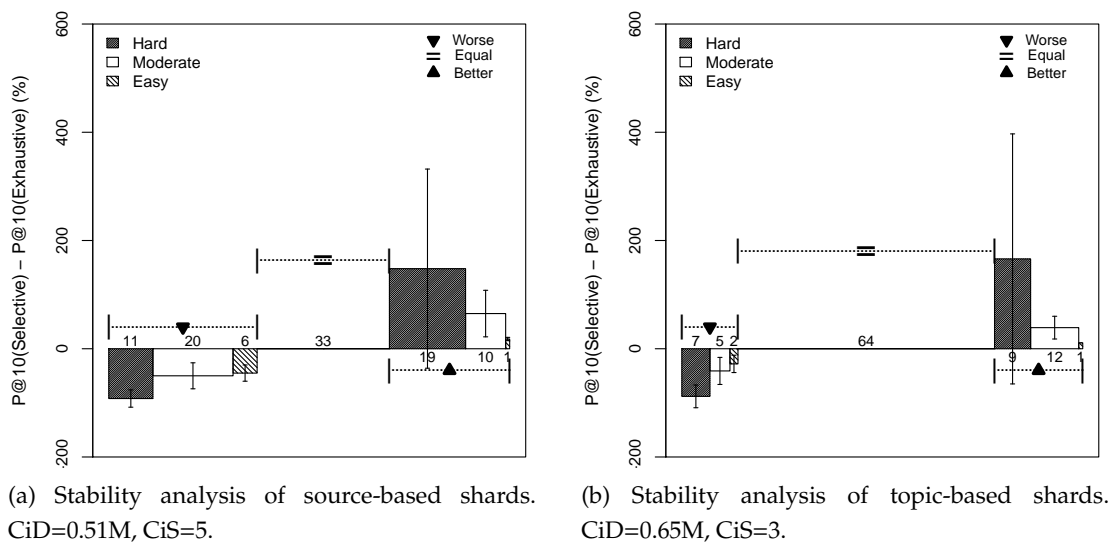 P@10(Selective) − P@10(Exhaustive) (%)
600
400
200
0
200
Hard
Moderate
Easy
Worse
Equal
Better
11
20
6
33
19
10
1
(a) Stability analysis of source-based shards.
CiD=0.51M, CiS=5.
P@10(Selective) − P@10(Exhaustive) (%)
600
400
200
0
200
Hard
Moderate
Easy
Worse
Equal
Better
7
5
2
64
9
12
1
(b) Stability analysis of topic-based shards.
CiD=0.65M, CiS=3.